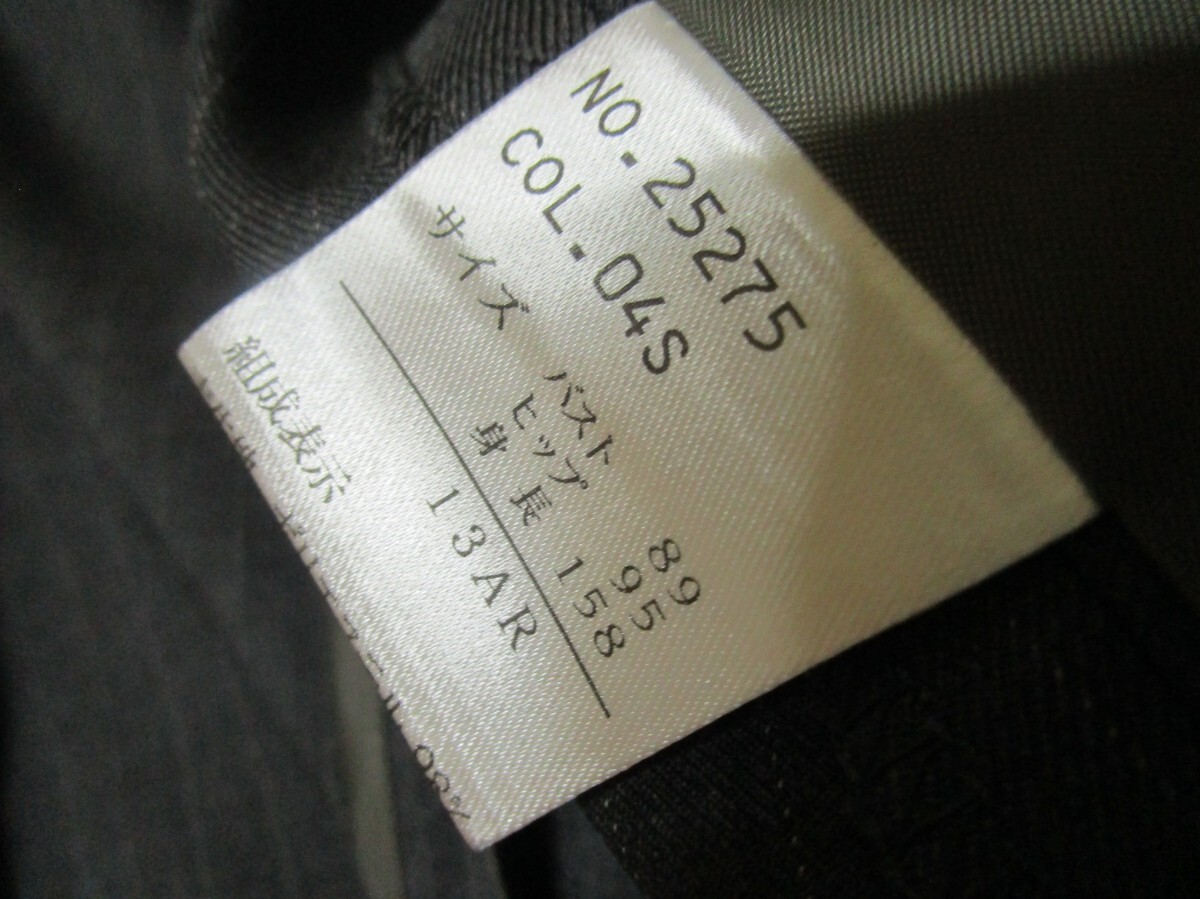 NO.25275
COL.04S
サイズ
バスト 89
ヒップ 95
身長 158
13AR
組成表示
98%